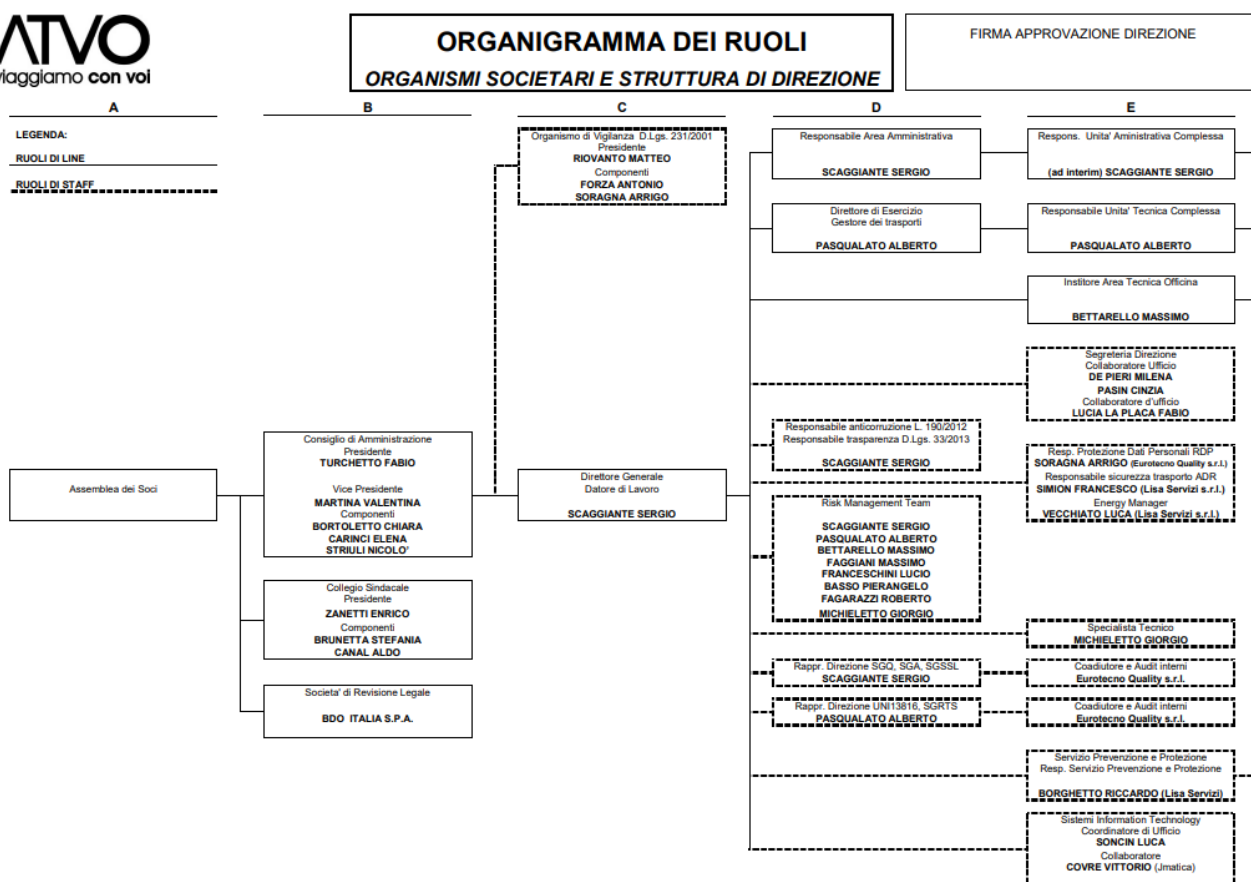 ATVO
viaggiamo con voi
ORGANIGRAMMA DEI RUOLI
ORGANISMI SOCIETARI E STRUTTURA DI DIREZIONE
FIRMA APPROVAZIONE DIREZIONE
A
B
C
D
E
LEGENDA:
RUOLI DI LINE
RUOLI DI STAFF
Assemblea dei Soci
Consiglio di Amministrazione
Presidente
TURCHETTO FABIO
Vice Presidente
MARTINA VALENTINA
Componenti
BORTOLETTO CHIARA
CARINCI ELENA
STRIULI NICOLO'
Collegio Sindacale
Presidente
ZANETTI ENRICO
Componenti
BRUNETTA STEFANIA
CANAL ALDO
Societa' di Revisione Legale
BDO ITALIA S.P.A.
Organismo di Vigilanza D.Lgs. 231/2001
Presidente
RIOVANTO MATTEO
Componenti
FORZA ANTONIO
SORAGNA ARRIGO
Direttore Generale
Datore di Lavoro
SCAGGIANTE SERGIO
Responsabile Area Amministrativa
SCAGGIANTE SERGIO
Direttore di Esercizio
Gestore dei trasporti
PASQUALATO ALBERTO
Responsabile anticorruzione L. 190/2012
Responsabile trasparenza D.Lgs. 33/2013
SCAGGIANTE SERGIO
Risk Management Team
SCAGGIANTE SERGIO
PASQUALATO ALBERTO
BETTARELLO MASSIMO
FAGGIANI MASSIMO
FRANCESCHINI LUCIO
BASSO PIERANGELO
FAGARAZZI ROBERTO
MICHIELETTO GIORGIO
Rappr. Direzione SGQ, SGA, SGSSL
SCAGGIANTE SERGIO
Rappr. Direzione UNI13816, SGRTS
PASQUALATO ALBERTO
Respons. Unita' Aministrativa Complessa
(ad interim) SCAGGIANTE SERGIO
Responsabile Unita' Tecnica Complessa
PASQUALATO ALBERTO
Institore Area Tecnica Officina
BETTARELLO MASSIMO
Segreteria Direzione
Collaboratore Ufficio
DE PIERI MILENA
PASIN CINZIA
Collaboratore d'ufficio
LUCIA LA PLACA FABIO
Resp. Protezione Dati Personali RDP
SORAGNA ARRIGO (Eurotecno Quality s.r.l.)
Responsabile sicurezza trasporto ADR
SIMION FRANCESCO (Lisa Servizi s.r.l.)
Energy Manager
VECCHIATO LUCA (Lisa Servizi s.r.l.)
Specialista Tecnico
MICHIELETTO GIORGIO
Coadiutore e Audit interni
Eurotecno Quality s.r.l.
Coadiutore e Audit interni
Eurotecno Quality s.r.l.
Servizio Prevenzione e Protezione
Resp. Servizio Prevenzione e Protezione
BORGHETTO RICCARDO (Lisa Servizi)
Sistemi Information Technology
Coordinatore di Ufficio
SONCIN LUCA
Collaboratore
COVRE VITTORIO (Jmatica)